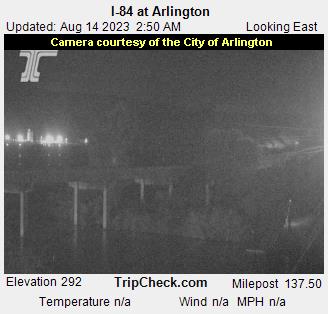 I-84 at Arlington
Updated: Aug 14 2023 2:50 AM Looking East
Camera courtesy of the City of Arlington
Elevation 292 TripCheck.com Milepost 137.50
Temperature n/a Wind n/a MPH n/a